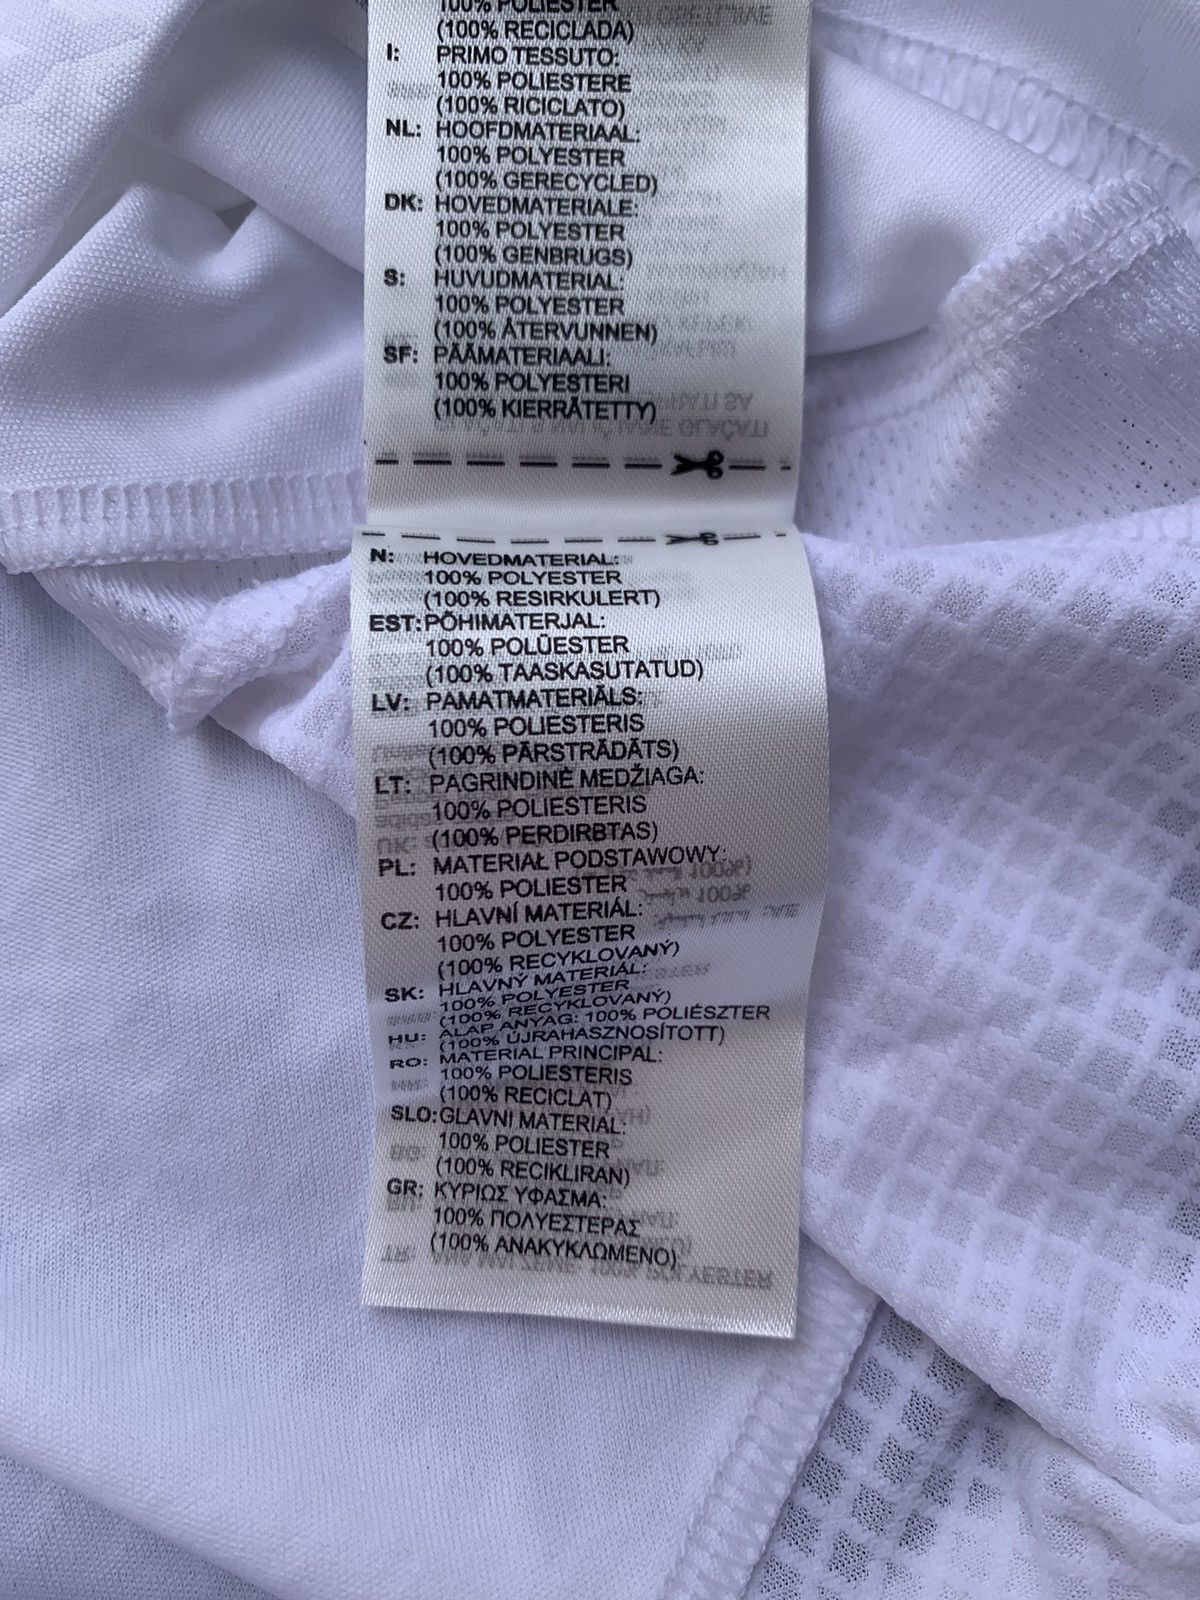 100% POLIESTER
(100% RECICLADA)
I: PRIMO TESSUTO:
100% POLIESTERE
(100% RICICLATO)
NL: HOOFDMATERIAAL:
100% POLYESTER
(100% GERECYCLED)
DK: HOVEDMATERIALE:
100% POLYESTER
(100% GENBRUGS)
S: HUVUDMATERIAL:
100% POLYESTER
(100% ÅTERVUNNEN)
SF: PÄÄMATERIAALI:
100% POLYESTERI
(100% KIERRÄTETTY)
N: HOVEDMATERIAL:
100% POLYESTER
(100% RESIRKULERT)
EST: PÕHIMATERJAL:
100% POLÜESTER
(100% TAASKASUTATUD)
LV: PAMATMATERIĀLS:
100% POLIESTERIS
(100% PĀRSTRĀDĀTS)
LT: PAGRINDINĖ MEDŽIAGA:
100% POLIESTERIS
(100% PERDIRBTAS)
PL: MATERIAŁ PODSTAWOWY:
100% POLIESTER
CZ: HLAVNÍ MATERIÁL:
100% POLYESTER
(100% RECYKLOVANÝ)
SK: HLAVNÝ MATERIÁL:
100% POLYESTER
(100% RECYKLOVANÝ)
HU: ALAP ANYAG: 100% POLIÉSZTER
(100% ÚJRAHASZNOSÍTOTT)
RO: MATERIAL PRINCIPAL:
100% POLIESTERIS
(100% RECICLAT)
SLO: GLAVNI MATERIAL:
100% POLIESTER
(100% RECIKLIRAN)
GR: ΚΥΡΙΩΣ ΥΦΑΣΜΑ:
100% ΠΟΛΥΕΣΤΕΡΑΣ
(100% ΑΝΑΚΥΚΛΩΜΕΝΟ)